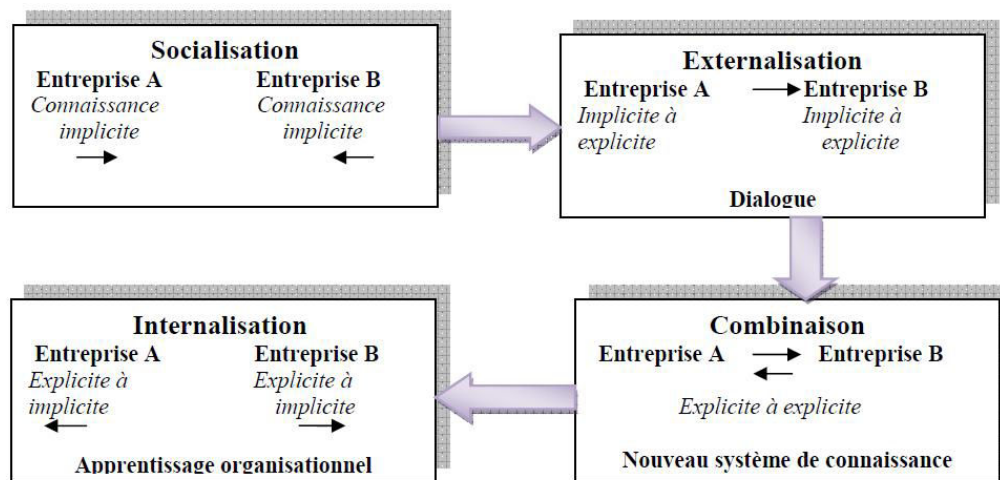 Socialisation
Entreprise A Entreprise B
Connaissance Connaissance
implicite implicite
Externalisation
Entreprise A Entreprise B
Implicite à Implicite à
explicite explicite
Dialogue
Internalisation
Entreprise A Entreprise B
Explicite à Explicite à
implicite implicite
Apprentissage organisationnel
Combinaison
Entreprise A Entreprise B
Explicite à explicite
Nouveau système de connaissance